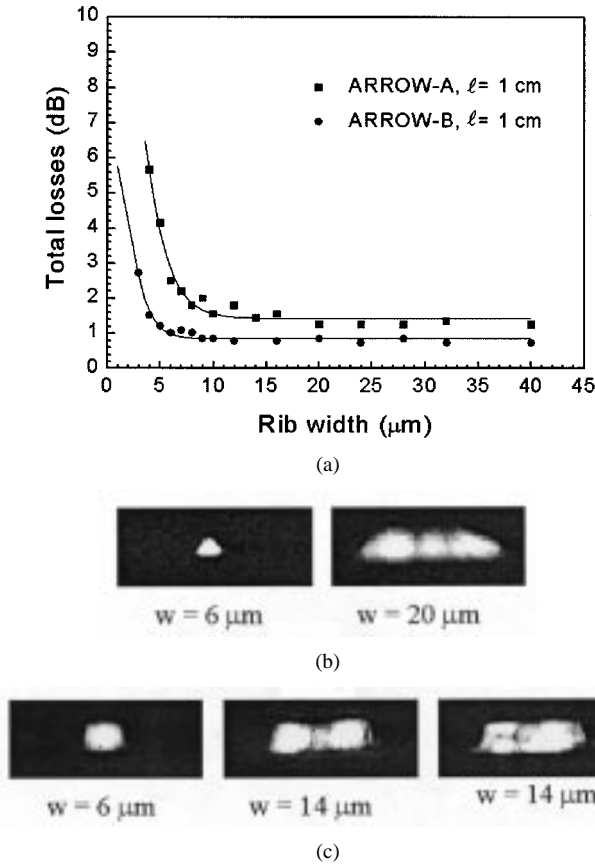 10
9
8
7
6
5
4
3
2
1
0
Total losses (dB)
ARROW-A, ℓ= 1 cm
ARROW-B, ℓ= 1 cm
0 5 10 15 20 25 30 35 40 45
Rib width (μm)
(a)
w = 6 μm w = 20 μm
(b)
w = 6 μm w = 14 μm w = 14 μm
(c)